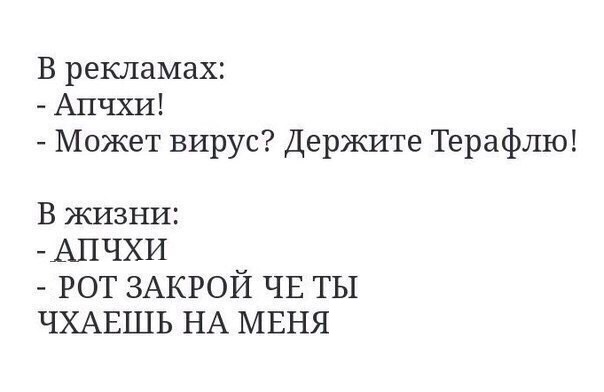 В рекламах:
- Апчхи!
- Может вирус? Держите Терафлю!
В жизни:
- АПЧХИ
- РОТ ЗАКРОЙ ЧЕ ТЫ
ЧХАЕШЬ НА МЕНЯ